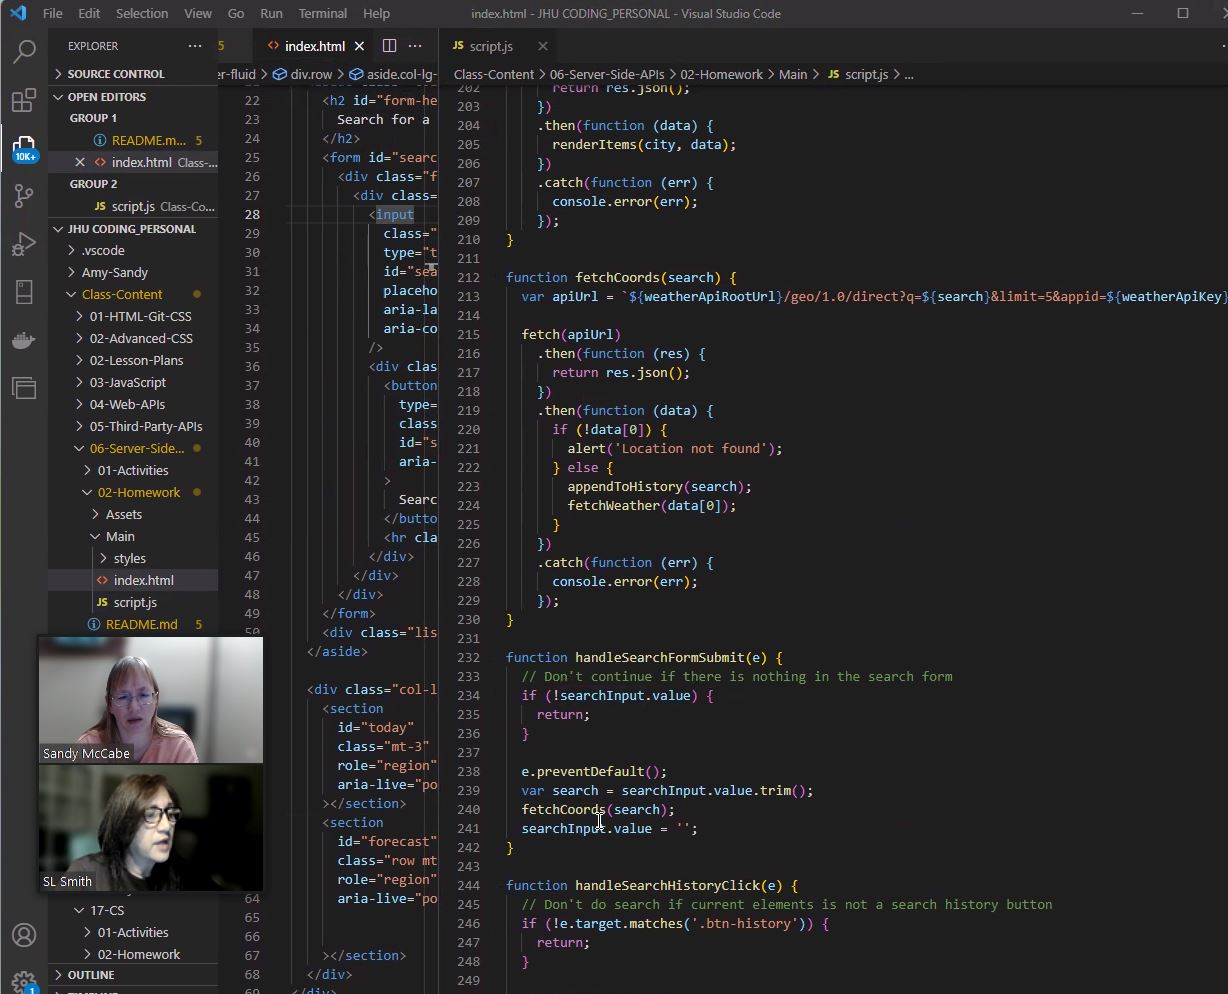 File Edit Selection View Go Run Terminal Help index.html - JHU CODING_PERSONAL - Visual Studio Code
EXPLORER ···
SOURCE CONTROL
OPEN EDITORS
GROUP 1
README.m... 5
index.html Class-...
GROUP 2
JS script.js Class-Co...
JHU CODING_PERSONAL
.vscode
Amy-Sandy
Class-Content
01-HTML-Git-CSS
02-Advanced-CSS
02-Lesson-Plans
03-JavaScript
04-Web-APIs
05-Third-Party-APIs
06-Server-Side...
01-Activities
02-Homework
Assets
Main
styles
index.html
JS script.js
README.md 5
17-CS
01-Activities
02-Homework
OUTLINE
10K+
1
Sandy McCabe
SL Smith
5 index.html
er-fluid > div.row > aside.col-lg-
22 <h2 id="form-he
23 Search for a
24 </h2>
25 <form id="searc
26 <div class="f
27 <div class=
28 <input
29 class="
30 type="t
31 id="sea
32 placeho
33 aria-la
34 aria-co
35 />
36 <div clas
37 <button
38 type=
39 class
40 id="s
41 aria-
42 >
43 Searc
44 </butto
45 <hr cla
46 </div>
47 </div>
48 </div>
49 </form>
50 <div class="lis
</aside>
<div class="col-l
<section
id="today"
class="mt-3"
role="region"
aria-live="po
></section>
<section
id="forecast"
class="row mt
role="region"
64 aria-live="po
65
66
67 ></section>
68 </div>
69 </div>
JS script.js
Class-Content > 06-Server-Side-APIs > 02-Homework > Main > JS script.js > ...
202 return res.json();
203 })
204 .then(function (data) {
205 renderItems(city, data);
206 })
207 .catch(function (err) {
208 console.error(err);
209 });
210 }
211
212 function fetchCoords(search) {
213 var apiUrl = `${weatherApiRootUrl}/geo/1.0/direct?q=${search}&limit=5&appid=${weatherApiKey}
214
215 fetch(apiUrl)
216 .then(function (res) {
217 return res.json();
218 })
219 .then(function (data) {
220 if (!data[0]) {
221 alert('Location not found');
222 } else {
223 appendToHistory(search);
224 fetchWeather(data[0]);
225 }
226 })
227 .catch(function (err) {
228 console.error(err);
229 });
230 }
231
232 function handleSearchFormSubmit(e) {
233 // Don't continue if there is nothing in the search form
234 if (!searchInput.value) {
235 return;
236 }
237
238 e.preventDefault();
239 var search = searchInput.value.trim();
240 fetchCoords(search);
241 searchInput.value = '';
242 }
243
244 function handleSearchHistoryClick(e) {
245 // Don't do search if current elements is not a search history button
246 if (!e.target.matches('.btn-history')) {
247 return;
248 }
249